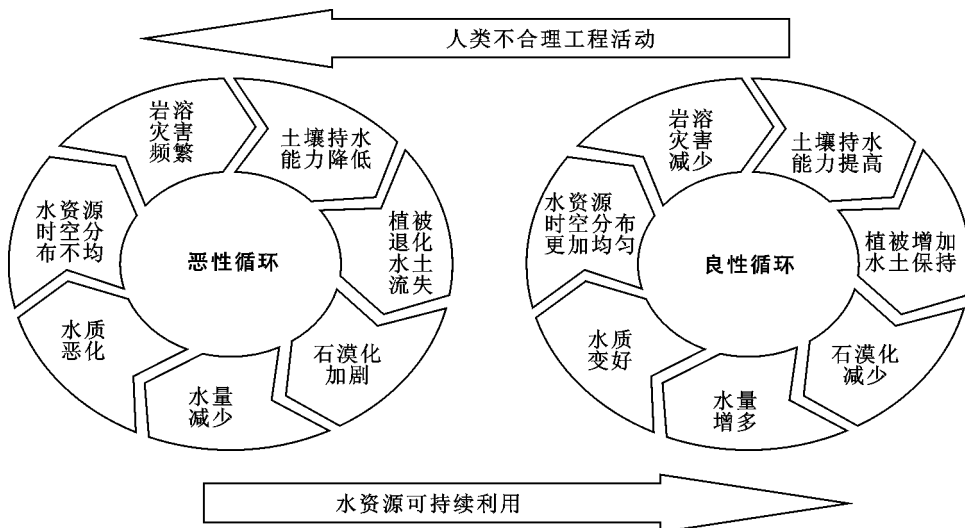 人类不合理工程活动
岩溶
灾害
频繁
土壤持水
能力降低
植被
退化
水土
流失
石漠化
加剧
水量
减少
水质
恶化
水资源
时空分
布不均
恶性循环
岩溶
灾害
减少
土壤持水
能力提高
植被增加
水土保持
石漠化
减少
水量
增多
水质
变好
水资源
时空分布
更加均匀
良性循环
水资源可持续利用